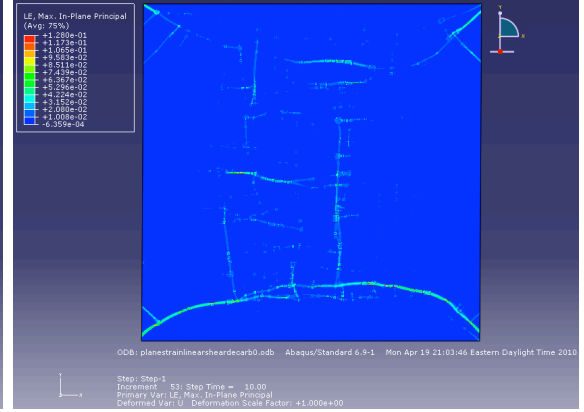 LE, Max. In-Plane Principal
(Avg: 75%)
+1.280e-01
+1.173e-01
+1.065e-01
+9.583e-02
+8.511e-02
+7.439e-02
+6.367e-02
+5.296e-02
+4.224e-02
+3.152e-02
+2.080e-02
+1.008e-02
-6.359e-04
Y
X
ODB: planestrainlinearsheardecarb0.odb Abaqus/Standard 6.9-1 Mon Apr 19 21:03:46 Eastern Daylight Time 2010
Y
X
Step: Step-1
Increment 53: Step Time = 10.00
Primary Var: LE, Max. In-Plane Principal
Deformed Var: U Deformation Scale Factor: +1.000e+00